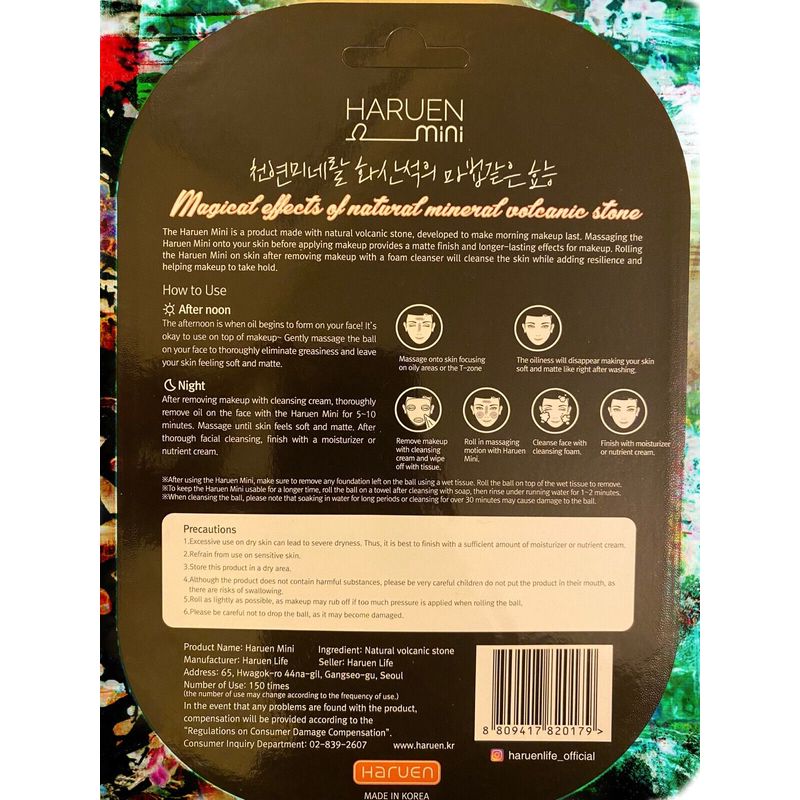 HARUEN
mini
천연미네랄 화산석의 마법같은 효능
Magical effects of natural mineral volcanic stone
The Haruen Mini is a product made with natural volcanic stone, developed to make morning makeup last. Massaging the
Haruen Mini onto your skin before applying makeup provides a matte finish and longer-lasting effects for makeup. Rolling
the Haruen Mini on skin after removing makeup with a foam cleanser will cleanse the skin while adding resilience and
helping makeup to take hold.
How to Use
After noon
The afternoon is when oil begins to form on your face! It's
okay to use on top of makeup~ Gently massage the ball
on your face to thoroughly eliminate greasiness and leave
your skin feeling soft and matte.
Massage onto skin focusing
on oily areas or the T-zone
The oiliness will disappear making your skin
soft and matte like right after washing.
Night
After removing makeup with cleansing cream, thoroughly
remove oil on the face with the Haruen Mini for 5~10
minutes. Massage until skin feels soft and matte. After
thorough facial cleansing, finish with a moisturizer or
nutrient cream.
Remove makeup
with cleansing
cream and wipe
off with tissue.
Roll in massaging
motion with Haruen
Mini.
Cleanse face with
cleansing foam.
Finish with moisturizer
or nutrient cream.
※After using the Haruen Mini, make sure to remove any foundation left on the ball using a wet tissue. Roll the ball on top of the wet tissue to remove.
※To keep the Haruen Mini usable for a longer time, roll the ball on a towel after cleansing with soap, then rinse under running water for 1~2 minutes.
※When cleansing the ball, please note that soaking in water for long periods or cleansing for over 30 minutes may cause damage to the ball.
Precautions
1.Excessive use on dry skin can lead to severe dryness. Thus, it is best to finish with a sufficient amount of moisturizer or nutrient cream.
2.Refrain from use on sensitive skin.
3.Store this product in a dry area.
4.Although the product does not contain harmful substances, please be very careful children do not put the product in their mouth, as
there are risks of swallowing.
5.Roll as lightly as possible, as makeup may rub off if too much pressure is applied when rolling the ball.
6.Please be careful not to drop the ball, as it may become damaged.
Product Name: Haruen Mini Ingredient: Natural volcanic stone
Manufacturer: Haruen Life Seller: Haruen Life
Address: 65, Hwagok-ro 44na-gil, Gangseo-gu, Seoul
Number of Use: 150 times
(the number of use may change according to the frequency of use.)
In the event that any problems are found with the product,
compensation will be provided according to the
"Regulations on Consumer Damage Compensation".
Consumer Inquiry Department: 02-839-2607 www.haruen.kr
8 809417 820179 >
haruenlife_official
HARUEN
MADE IN KOREA